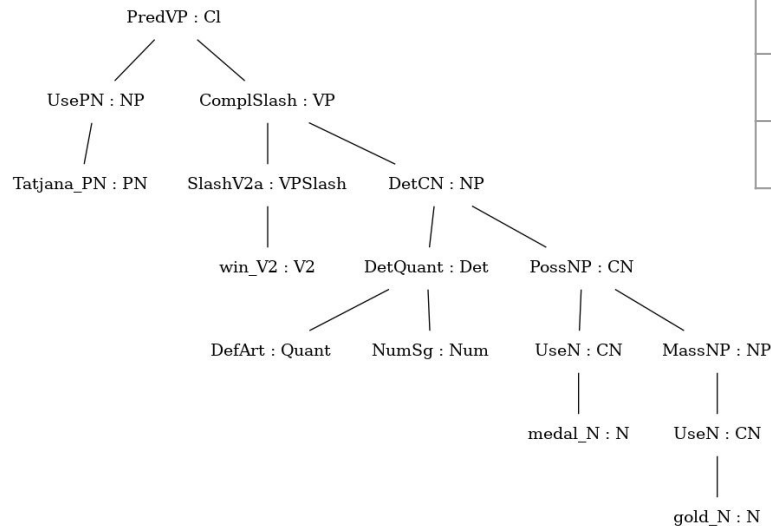 PredVP : Cl
UsePN : NP ComplSlash : VP
Tatjana_PN : PN SlashV2a : VPSlash DetCN : NP
win_V2 : V2 DetQuant : Det PossNP : CN
DefArt : Quant NumSg : Num UseN : CN MassNP : NP
medal_N : N UseN : CN
gold_N : N